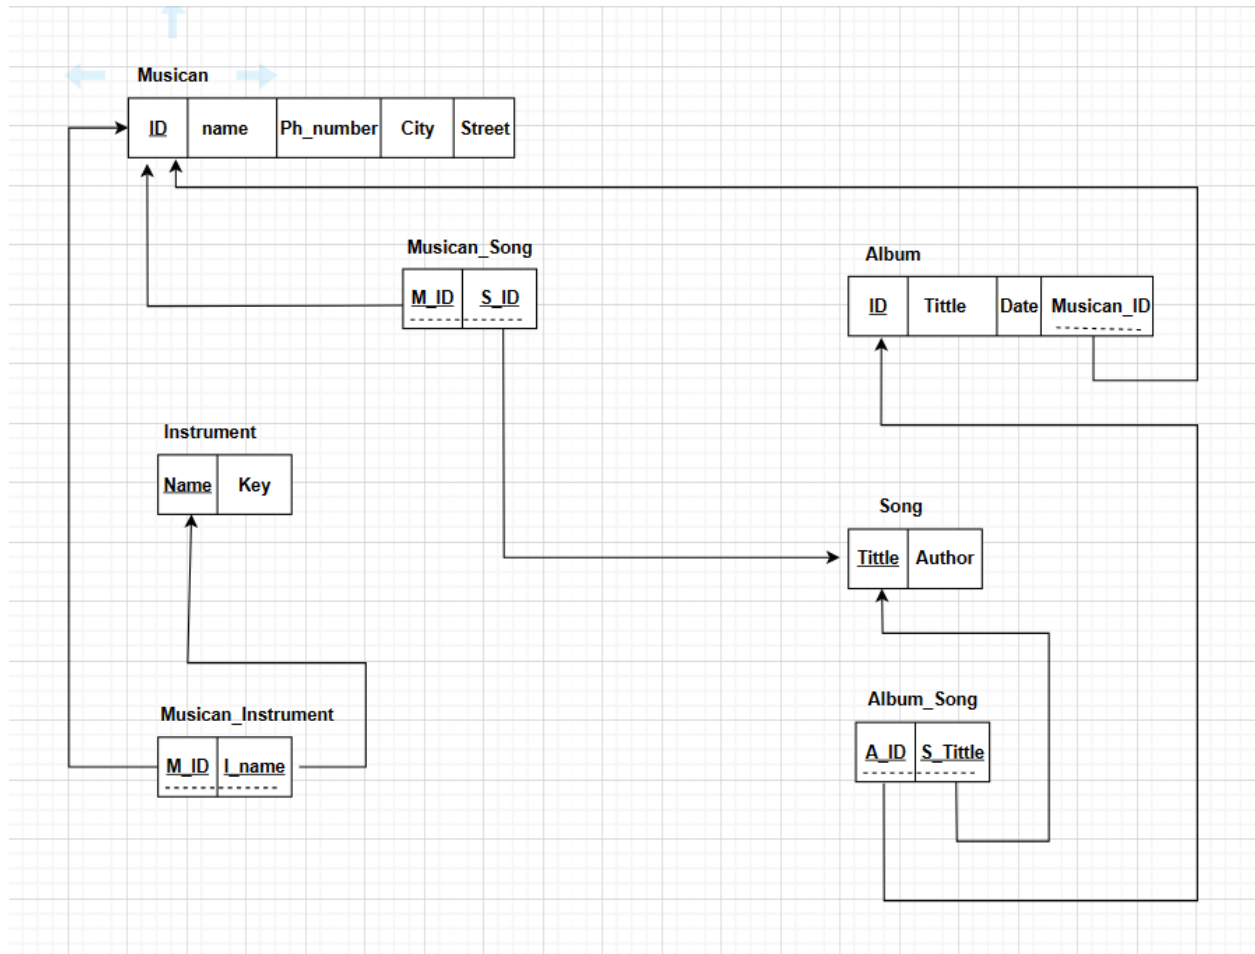 Musican
ID name Ph_number City Street
Musican_Song
M_ID S_ID
Album
ID Tittle Date Musican_ID
Instrument
Name Key
Song
Tittle Author
Musican_Instrument
M_ID I_name
Album_Song
A_ID S_Tittle